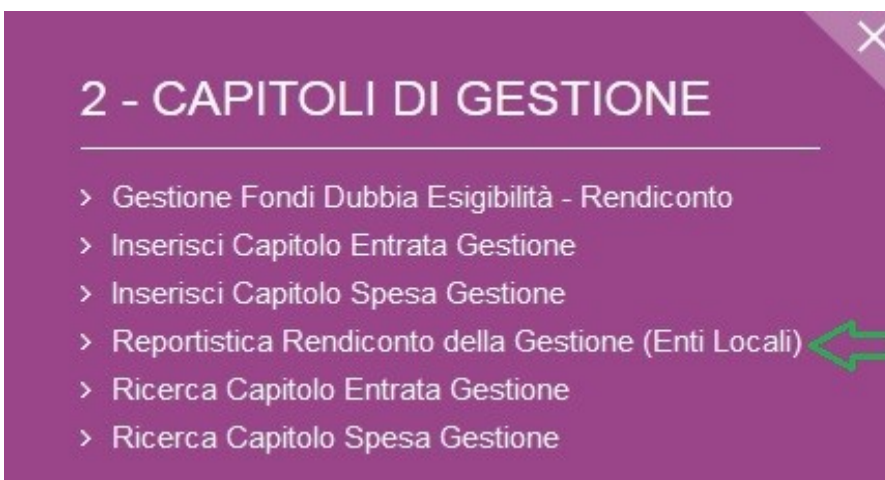 2 - CAPITOLI DI GESTIONE
> Gestione Fondi Dubbia Esigibilità - Rendiconto
> Inserisci Capitolo Entrata Gestione
> Inserisci Capitolo Spesa Gestione
> Reportistica Rendiconto della Gestione (Enti Locali)
> Ricerca Capitolo Entrata Gestione
> Ricerca Capitolo Spesa Gestione